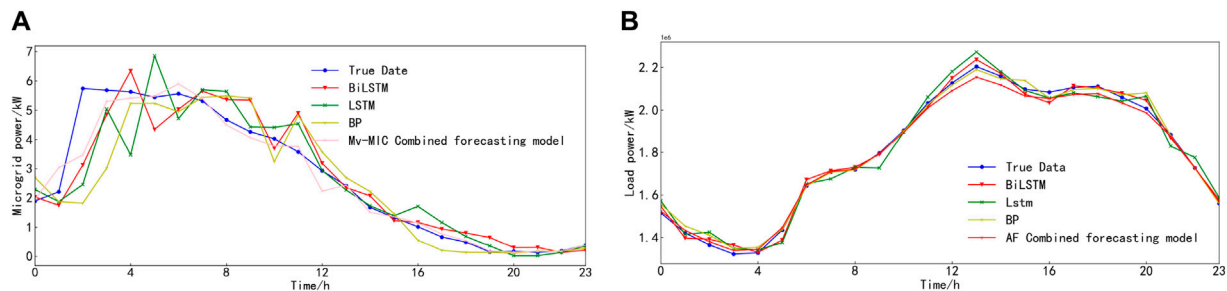 A
Microgrid power/kW
7
6
5
4
3
2
1
0
0 4 8 12 16 20 23
Time/h
True Date
BiLSTM
LSTM
BP
Mv-MIC Combined forecasting model
B
1e6
Load power/kW
2.2
2.0
1.8
1.6
1.4
0 4 8 12 16 20 23
Time/h
True Data
BiLSTM
Lstm
BP
AF Combined forecasting model